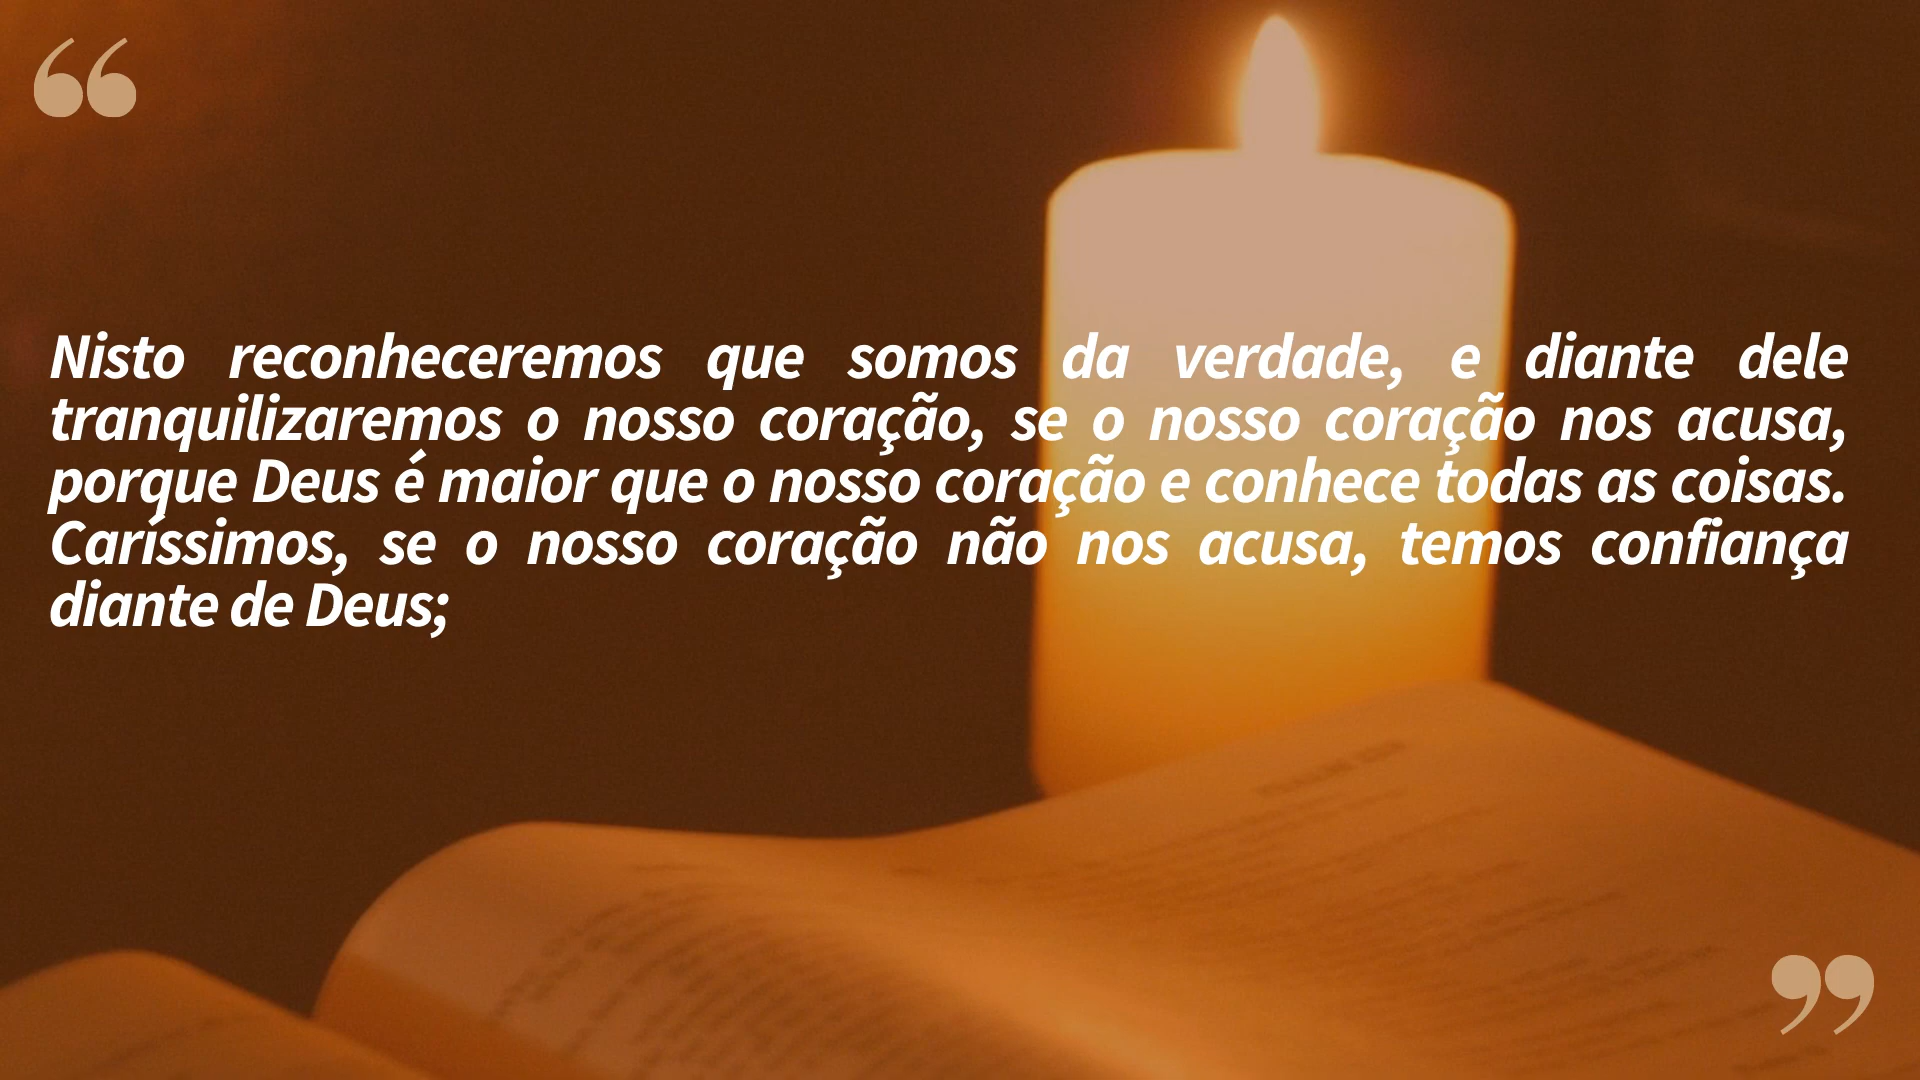 “
Nisto reconheceremos que somos da verdade, e diante dele
tranquilizaremos o nosso coração, se o nosso coração nos acusa,
porque Deus é maior que o nosso coração e conhece todas as coisas.
Caríssimos, se o nosso coração não nos acusa, temos confiança
diante de Deus;
”